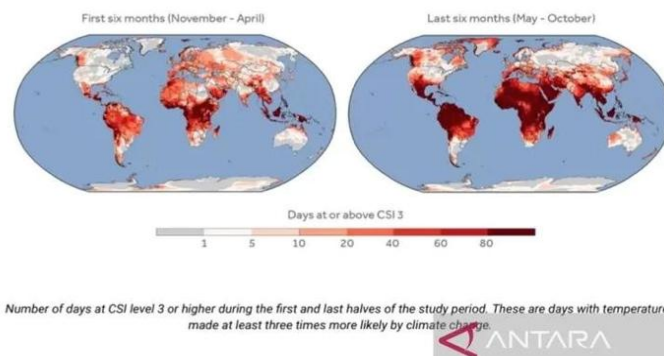 First six months (November - April)
Last six months (May - October)
Days at or above CSI 3
1 5 10 20 40 60 80
Number of days at CSI level 3 or higher during the first and last halves of the study period. These are days with temperature
made at least three times more likely by climate change.
ANTARA